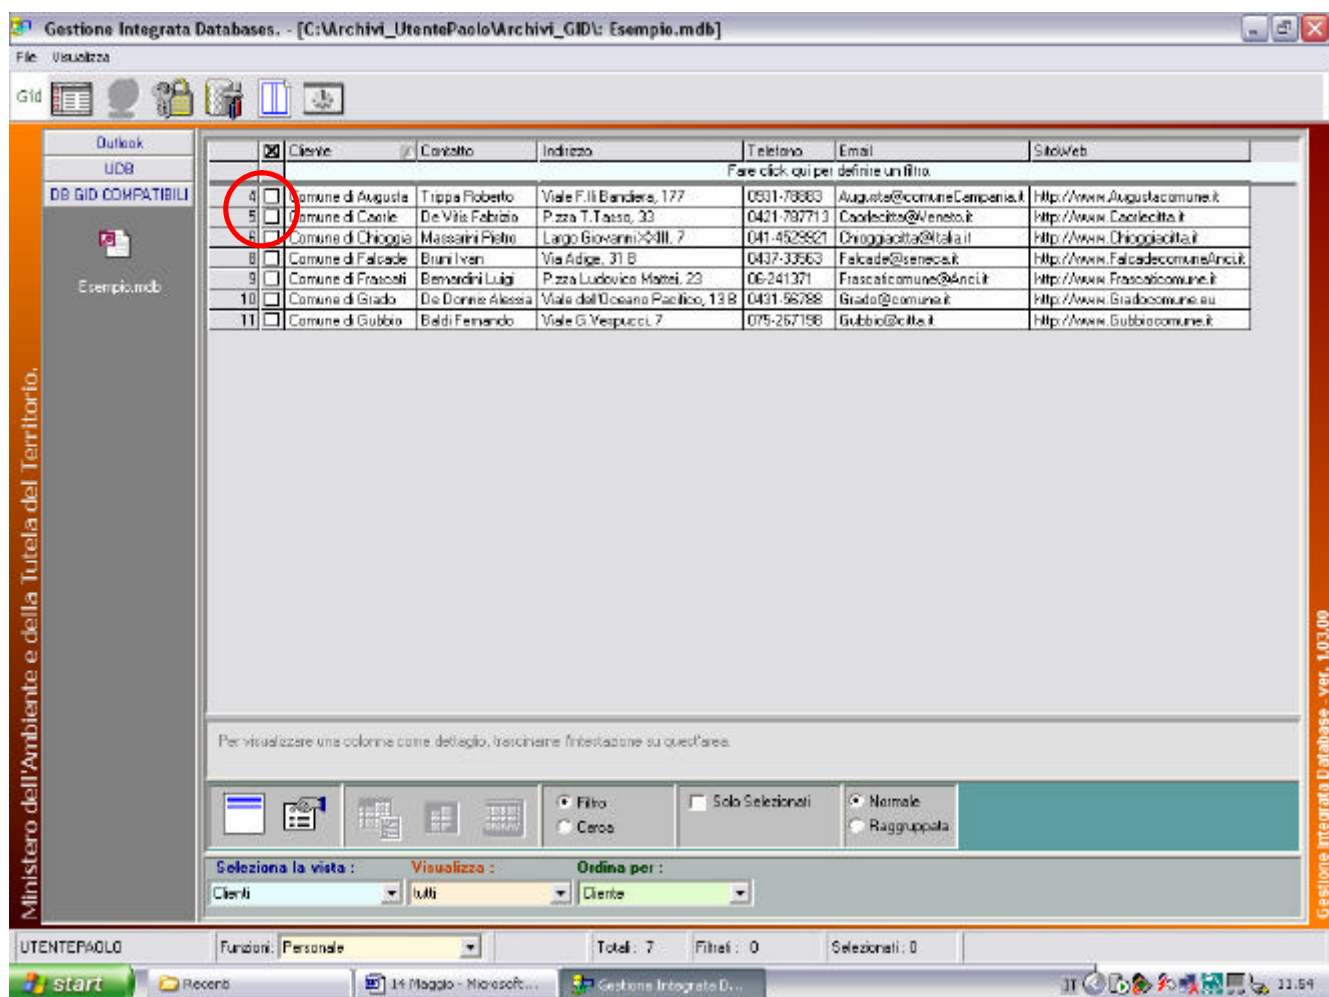 Gestione Integrata Databases. - [C:\Archivi_UtentePaolo\Archivi_GID\: Esempio.mdb]
File Visualizza
Gid
Outlook
UDB
DB GID COMPATIBILI
Esempio.mdb
Cliente Contatto Indirizzo Telefono Email SitoWeb
Fare click qui per definire un filtro.
4 Comune di Augusta Trippa Roberto Viale F.lli Bandiera, 177 0931-78883 Augusta@comuneCampania.it http://www.Augustacomune.it
5 Comune di Caorle De Vitis Fabrizio P.zza T.Tasso, 33 0421-787713 Caorlecitta@Veneto.it http://www.Caorlecitta.it
6 Comune di Chioggia Massarini Pietro Largo Giovanni XXIII, 7 041-4529921 Chioggiacitta@Italia.it http://www.Chioggiacitta.it
8 Comune di Falcade Bruni Ivan Via Adige, 31 B 0437-33563 Falcade@seneca.it http://www.FalcadecomuneAnci.it
9 Comune di Frascati Bernardini Luigi P.zza Ludovico Mattei, 23 06-241371 Frascaticomune@Anci.it http://www.Frascaticomune.it
10 Comune di Grado De Donnis Alessia Viale dell'Oceano Pacifico, 13 B 0431-56788 Grado@comune.it http://www.Gradocomune.eu
11 Comune di Gubbio Baldi Fernando Viale G.Vespucci, 7 075-267198 Gubbio@citta.it http://www.Gubbiocomune.it
Per visualizzare una colonna come dettaglio, trascinarne l'intestazione su quest'area.
Filtro
Cerca
Solo Selezionati
Normale
Raggruppata
Seleziona la vista : Visualizza : Ordina per :
Clienti tutti Cliente
Ministero dell'Ambiente e della Tutela del Territorio.
Gestione Integrata Database - ver. 1.03.00
UTENTEPAOLO Funzioni: Personale Totali : 7 Filtrati : 0 Selezionati : 0
start Recenti 14 Maggio - Microsoft... Gestione Integrata D... IT 11.54